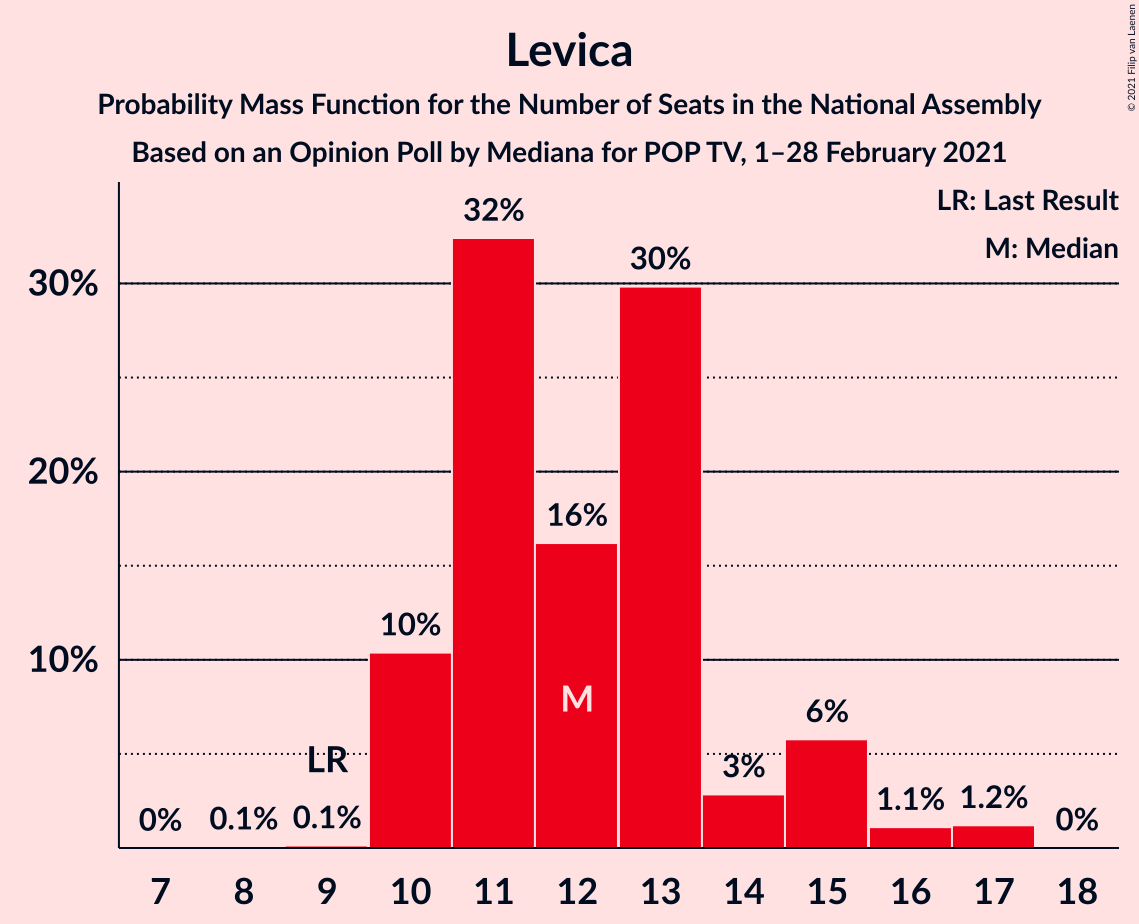 Levica
Probability Mass Function for the Number of Seats in the National Assembly
Based on an Opinion Poll by Mediana for POP TV, 1–28 February 2021
© 2021 Filip van Laenen
LR: Last Result
M: Median
30%
20%
10%
0%
0.1%
LR
0.1%
10%
32%
16%
M
30%
3%
6%
1.1%
1.2%
0%
7 8 9 10 11 12 13 14 15 16 17 18